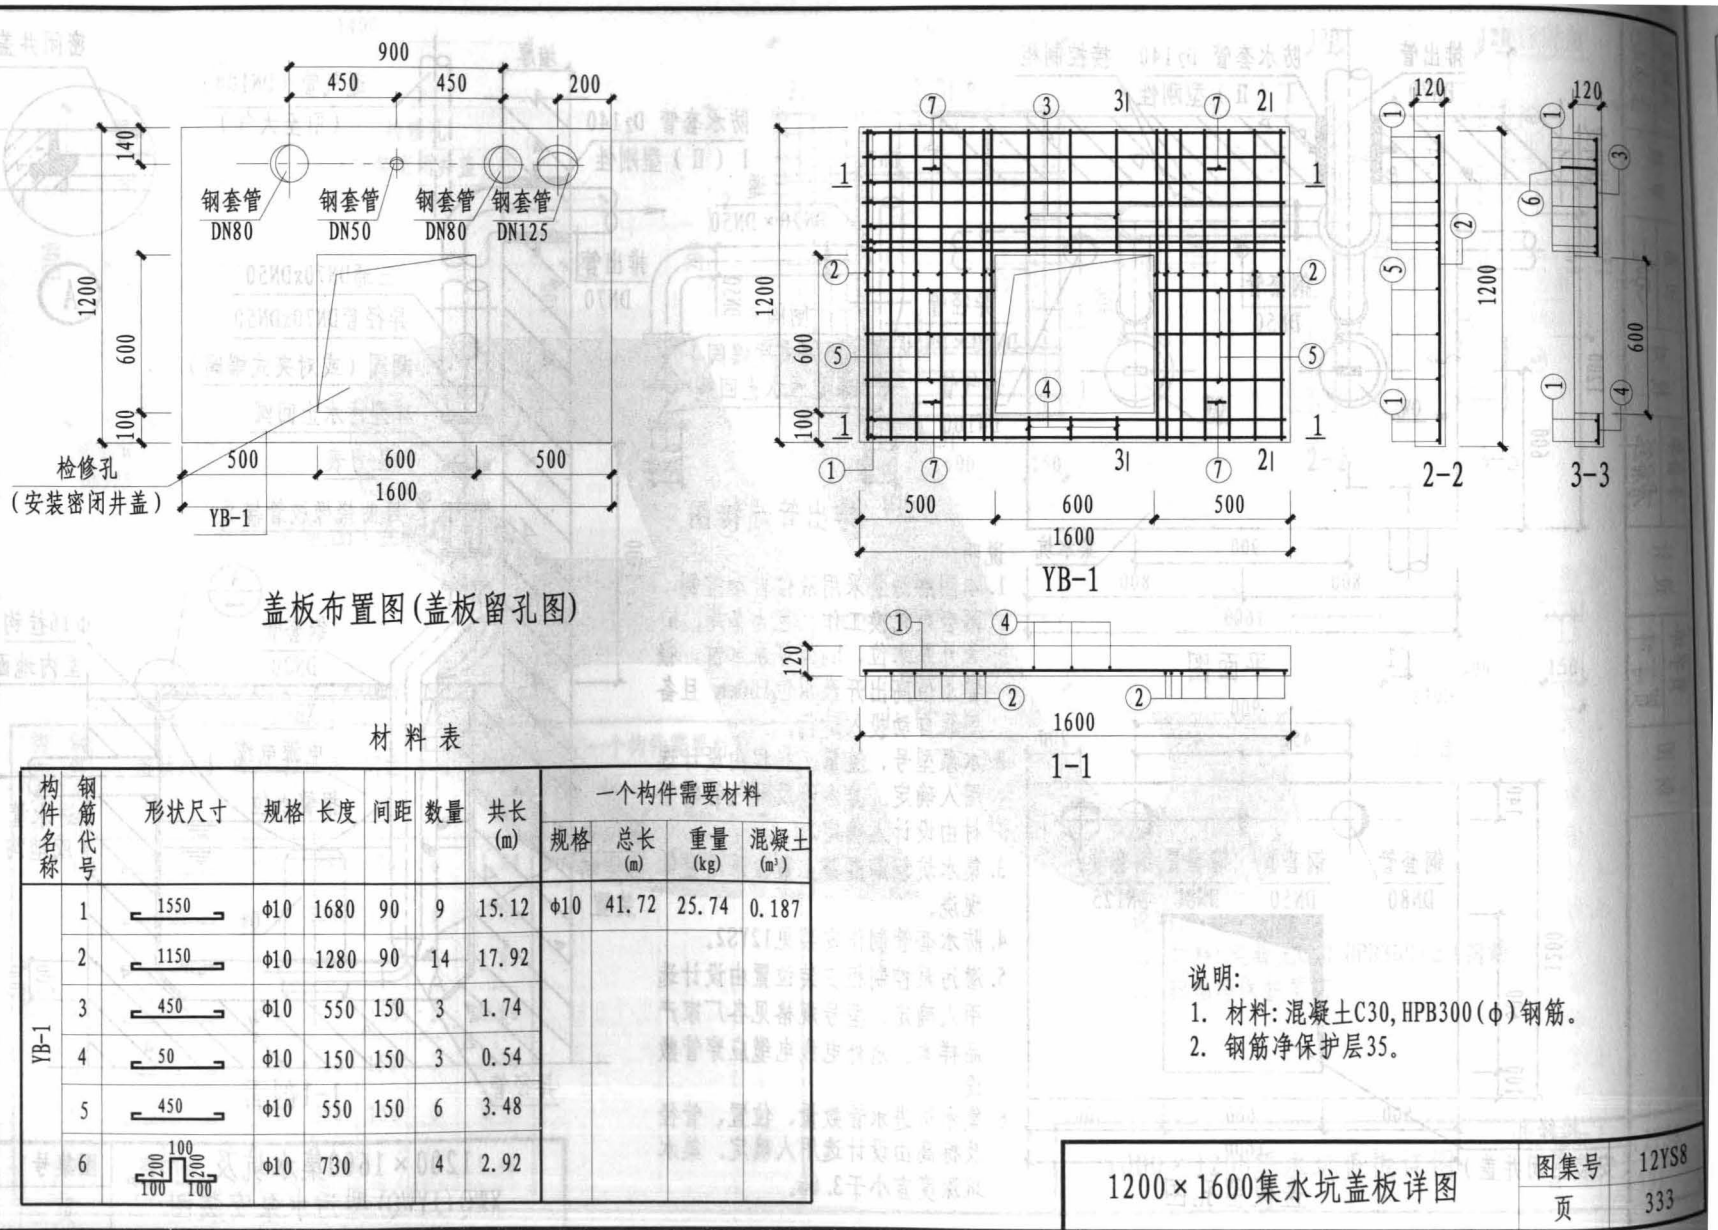 900
450
450
200
140
1200
600
100
钢套管
DN80
钢套管
DN50
钢套管
DN80
钢套管
DN125
检修孔
(安装密闭井盖)
500
600
500
1600
YB-1
盖板布置图(盖板留孔图)
7
3
3
7
2
1
1
1200
600
100
2
2
5
5
4
1
1
1
7
3
7
2
500
600
500
1600
YB-1
120
1
2
5
1
1200
2-2
120
1
3
6
600
1
4
3-3
1
4
120
2
2
1600
1-1
材料表
构件名称 钢筋代号 形状尺寸 规格 长度 间距 数量 共长(m) 一个构件需要材料
规格 总长(m) 重量(kg) 混凝土(m³)
YB-1
1 1550 ϕ10 1680 90 9 15.12 ϕ10 41.72 25.74 0.187
2 1150 ϕ10 1280 90 14 17.92
3 450 ϕ10 550 150 3 1.74
4 50 ϕ10 150 150 3 0.54
5 450 ϕ10 550 150 6 3.48
6 100 200 200 100 100 ϕ10 730 4 2.92
说明:
1. 材料:混凝土C30,HPB300(ϕ)钢筋。
2. 钢筋净保护层35。
1200×1600集水坑盖板详图
图集号 12YS8
页 333